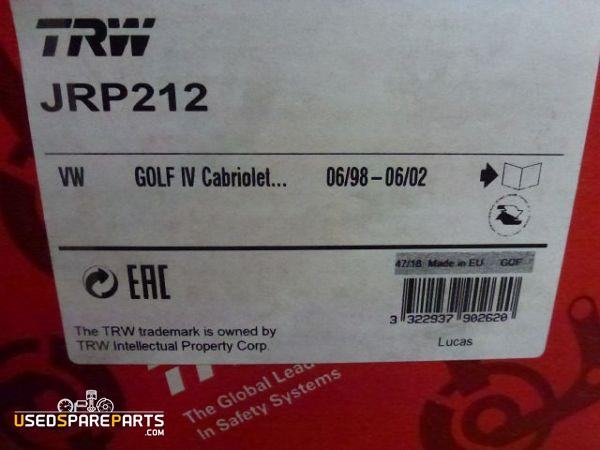 TRW
JRP212
VW GOLF IV Cabriolet... 06/98 – 06/02
EAC
47/18 Made in EU GOF
3 322937 902620
Lucas
The TRW trademark is owned by
TRW Intellectual Property Corp.
TRW
The Global Lead
In Safety Systems
USEDSPAREPARTS
.COM